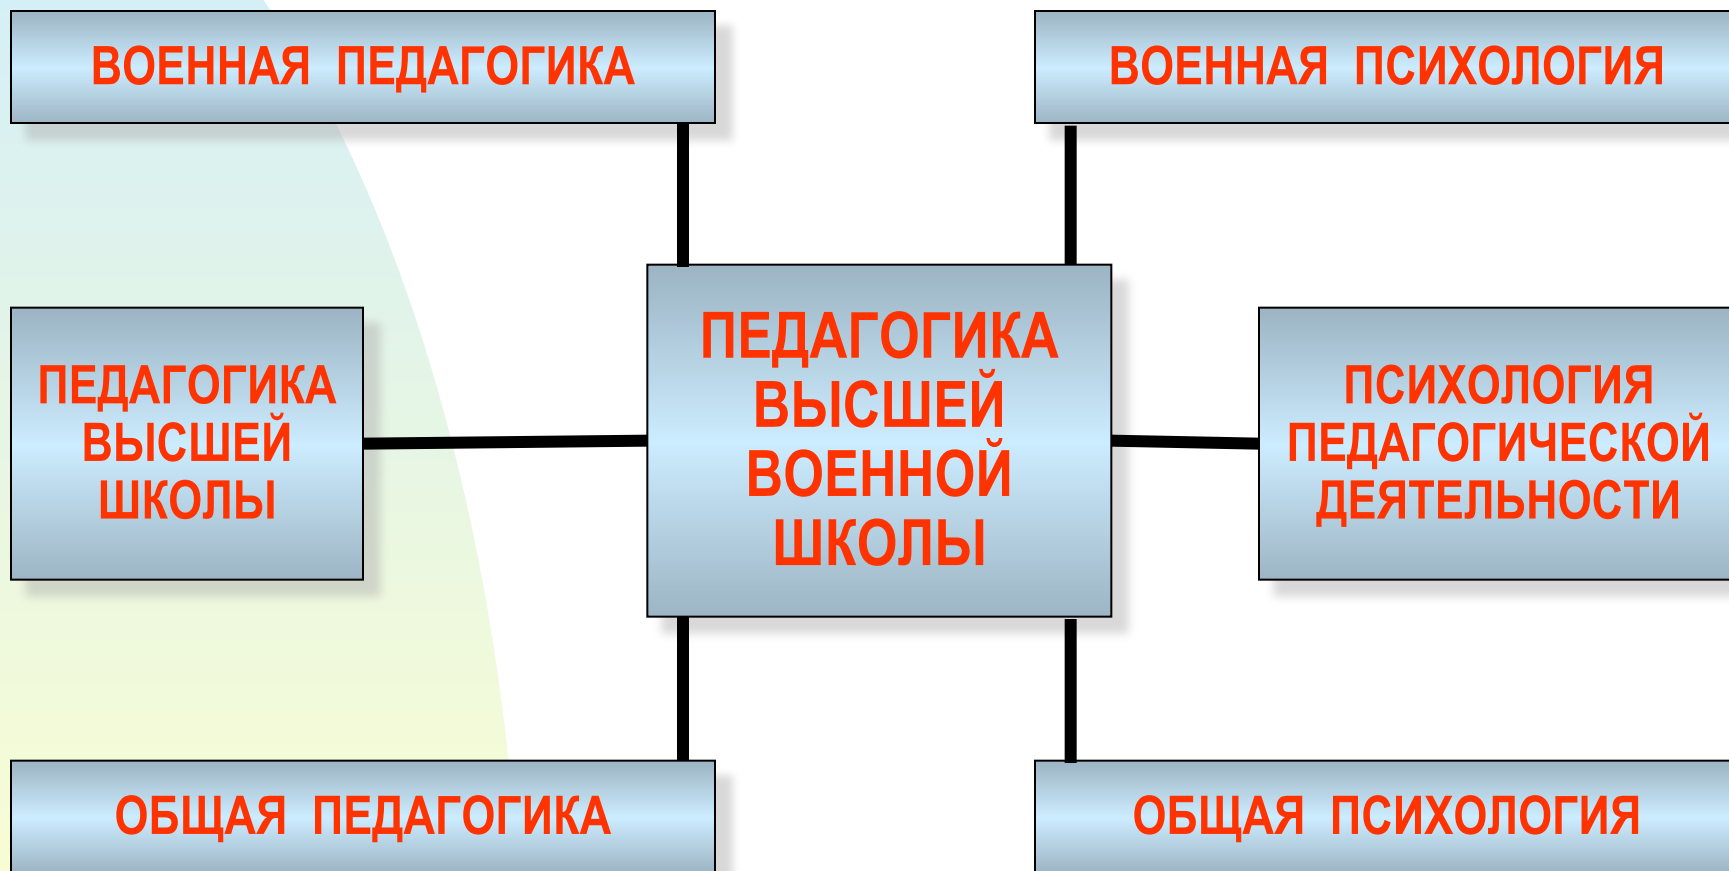 ВОЕННАЯ ПЕДАГОГИКА
ВОЕННАЯ ПСИХОЛОГИЯ
ПЕДАГОГИКА
ВЫСШЕЙ
ШКОЛЫ
ПЕДАГОГИКА
ВЫСШЕЙ
ВОЕННОЙ
ШКОЛЫ
ПСИХОЛОГИЯ
ПЕДАГОГИЧЕСКОЙ
ДЕЯТЕЛЬНОСТИ
ОБЩАЯ ПЕДАГОГИКА
ОБЩАЯ ПСИХОЛОГИЯ